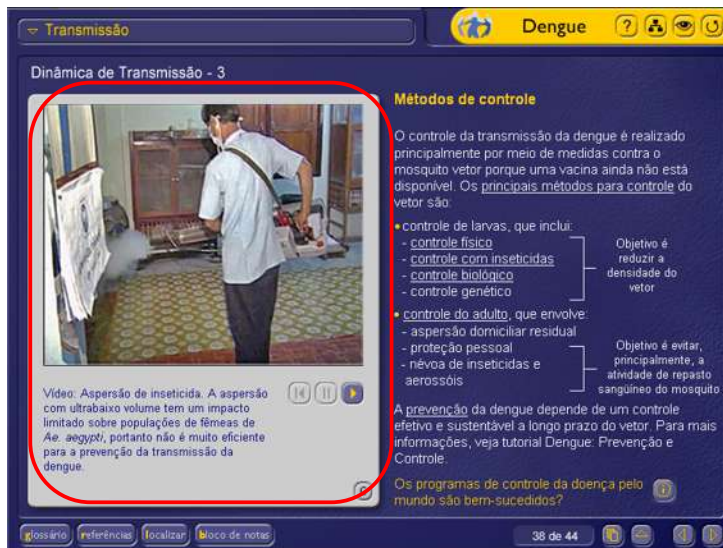 Transmissão
Dengue
?
Dinâmica de Transmissão - 3
Vídeo: Aspersão de inseticida. A aspersão
com ultrabaixo volume tem um impacto
limitado sobre populações de fêmeas de
Ae. aegypti, portanto não é muito eficiente
para a prevenção da transmissão da
dengue.
Métodos de controle
O controle da transmissão da dengue é realizado
principalmente por meio de medidas contra o
mosquito vetor porque uma vacina ainda não está
disponível. Os principais métodos para controle do
vetor são:
• controle de larvas, que inclui:
- controle físico
- controle com inseticidas
- controle biológico
- controle genético
Objetivo é
reduzir a
densidade do
vetor
• controle do adulto, que envolve:
- aspersão domiciliar residual
- proteção pessoal
- névoa de inseticidas e
aerossóis
Objetivo é evitar,
principalmente, a
atividade de repasto
sangüíneo do mosquito
A prevenção da dengue depende de um controle
efetivo e sustentável a longo prazo do vetor. Para mais
informações, veja tutorial Dengue: Prevenção e
Controle.
Os programas de controle da doença pelo
mundo são bem-sucedidos?
glossário referências localizar bloco de notas
38 de 44